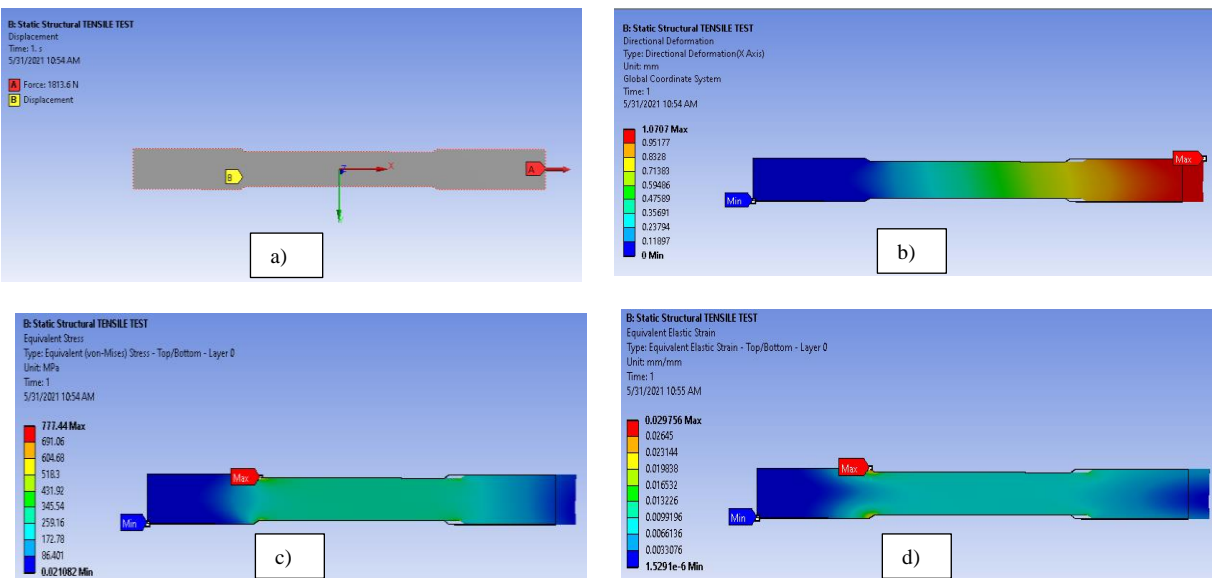 B: Static Structural TENSILE TEST
Displacement
Time: 1. s
5/31/2021 10:54 AM
A Force: 1813.6 N
B Displacement
B
X
A
a)
B: Static Structural TENSILE TEST
Directional Deformation
Type: Directional Deformation(X Axis)
Unit: mm
Global Coordinate System
Time: 1
5/31/2021 10:54 AM
1.0707 Max
0.95177
0.8328
0.71383
0.59486
0.47589
0.35691
0.23794
0.11897
0 Min
Max
Min
b)
B: Static Structural TENSILE TEST
Equivalent Stress
Type: Equivalent (von-Mises) Stress - Top/Bottom - Layer 0
Unit: MPa
Time: 1
5/31/2021 10:54 AM
777.44 Max
691.06
604.68
518.3
431.92
345.54
259.16
172.78
86.401
0.021082 Min
Max
Min
c)
B: Static Structural TENSILE TEST
Equivalent Elastic Strain
Type: Equivalent Elastic Strain - Top/Bottom - Layer 0
Unit: mm/mm
Time: 1
5/31/2021 10:55 AM
0.029756 Max
0.02645
0.023144
0.019838
0.016532
0.013226
0.0099196
0.0066136
0.0033076
1.5291e-6 Min
Max
Min
d)